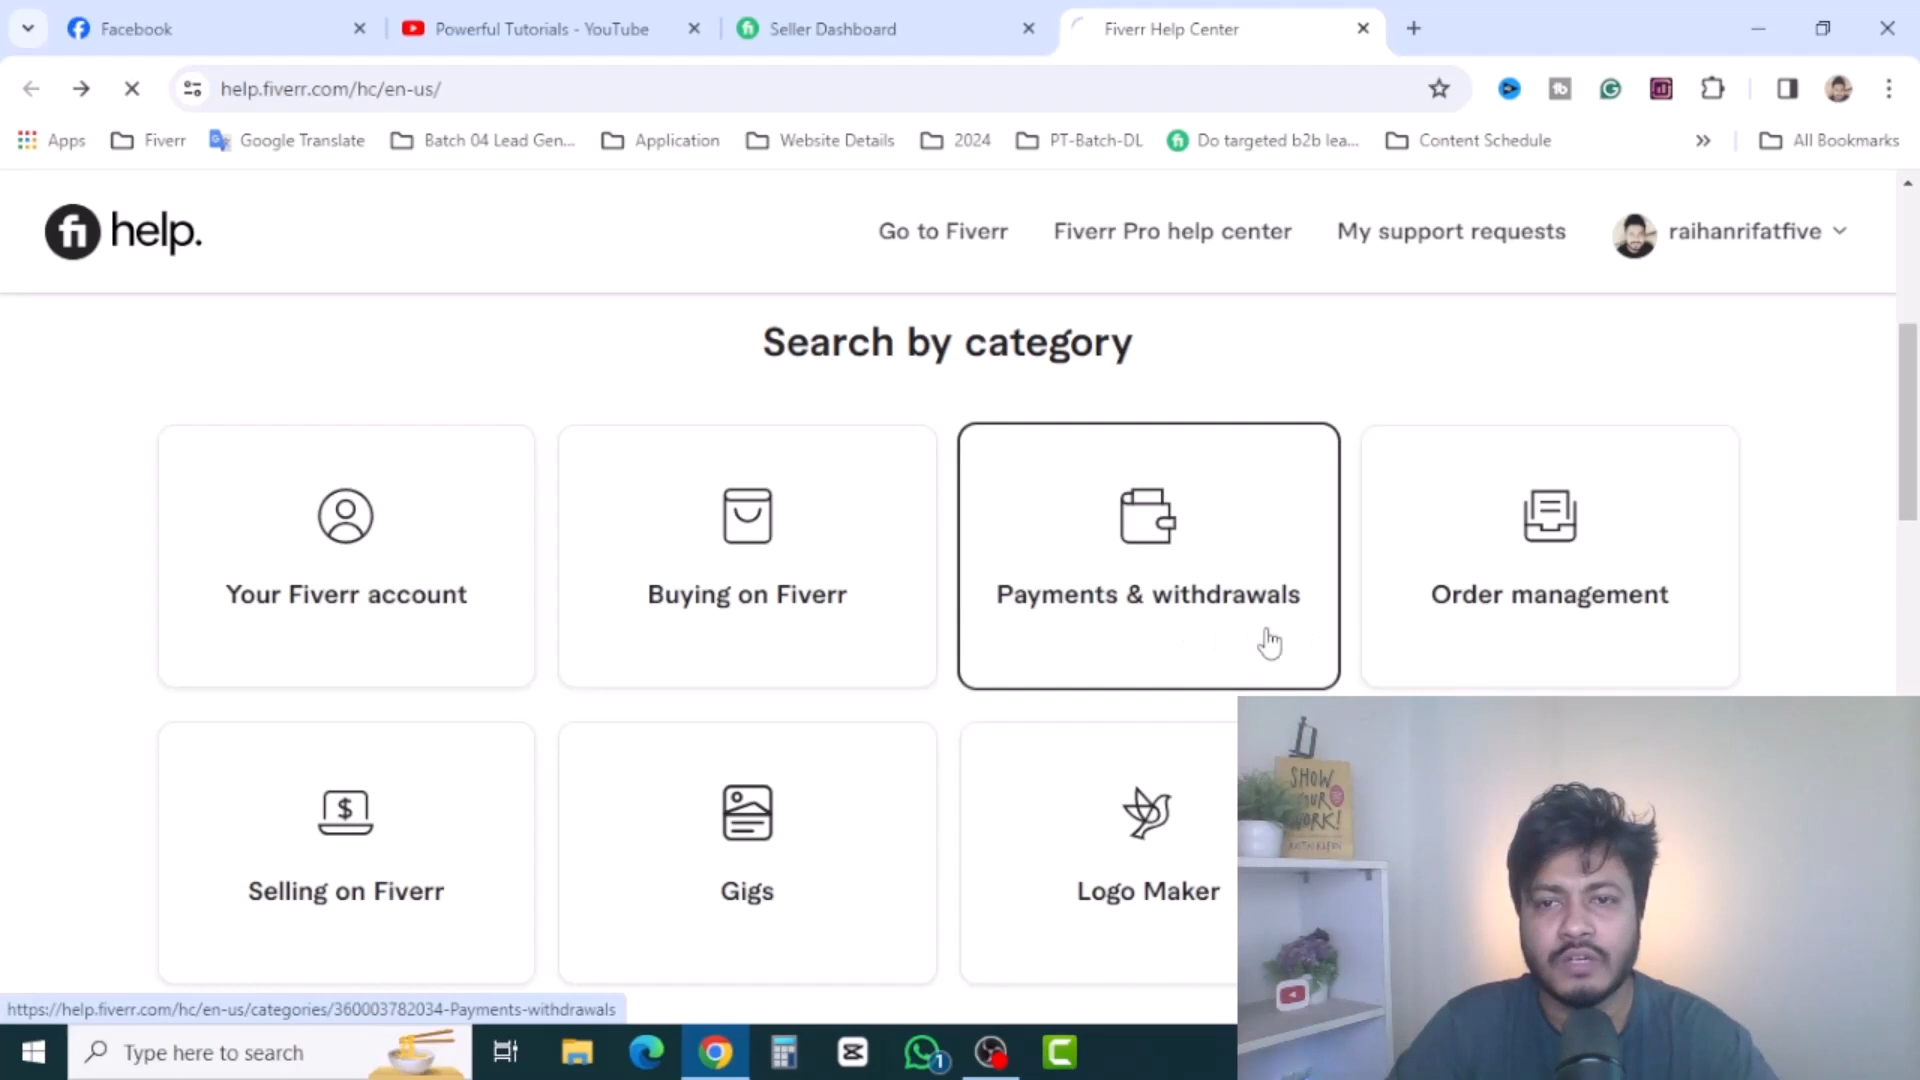 Facebook
Powerful Tutorials - YouTube
Seller Dashboard
Fiverr Help Center
help.fiverr.com/hc/en-us/
Apps
Fiverr
Google Translate
Batch 04 Lead Gen...
Application
Website Details
2024
PT-Batch-DL
Do targeted b2b lea...
Content Schedule
All Bookmarks
fi help.
Go to Fiverr
Fiverr Pro help center
My support requests
raihanrifatfive
Search by category
Your Fiverr account
Buying on Fiverr
Payments & withdrawals
Order management
Selling on Fiverr
Gigs
Logo Maker
SHOW
YOUR
WORK!
https://help.fiverr.com/hc/en-us/categories/360003782034-Payments-withdrawals
Type here to search
1